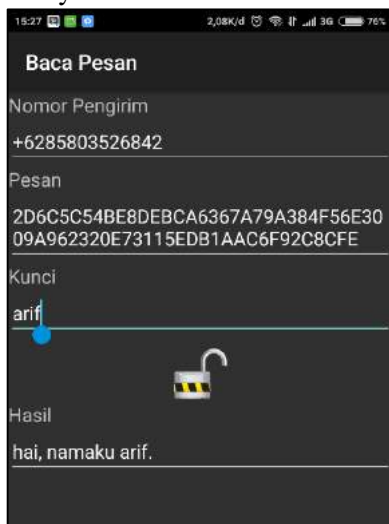 15:27 2,08K/d 3G 76%
Baca Pesan
Nomor Pengirim
+6285803526842
Pesan
2D6C5C54BE8DEBCA6367A79A384F56E30
09A962320E73115EDB1AAC6F92C8CFE
Kunci
arif
Hasil
hai, namaku arif.